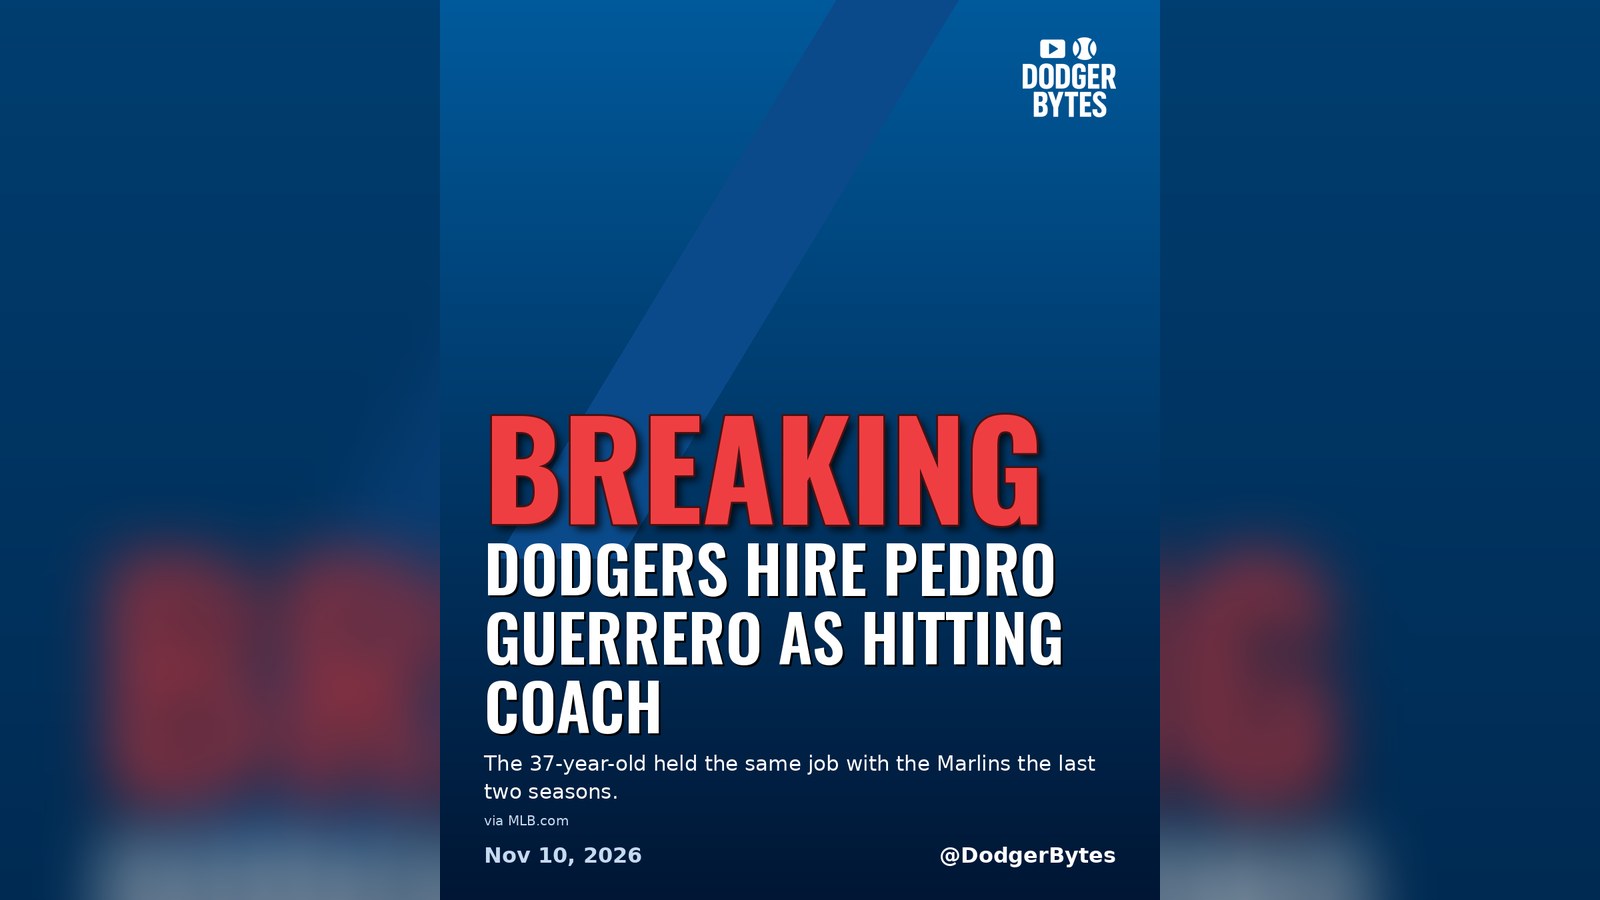 DODGER
BYTES
BREAKING
DODGERS HIRE PEDRO
GUERRERO AS HITTING
COACH
The 37-year-old held the same job with the Marlins the last
two seasons.
via MLB.com
Nov 10, 2026
@DodgerBytes